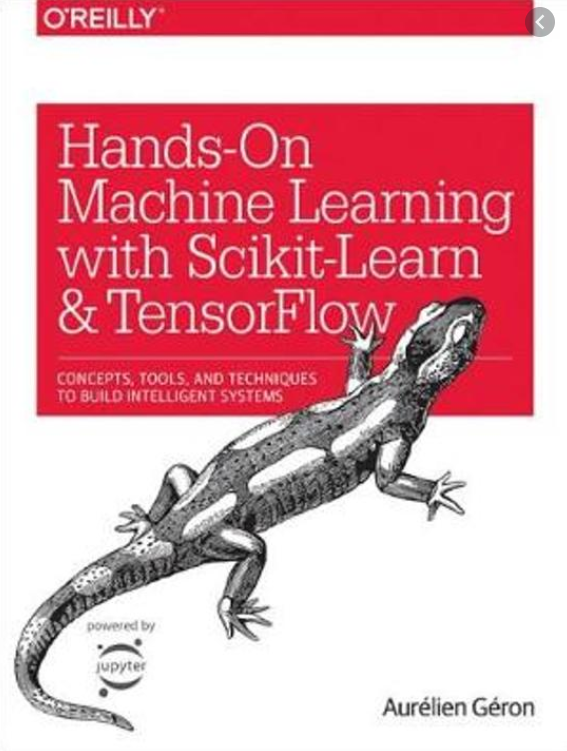 O'REILLY®
Hands-On
Machine Learning
with Scikit-Learn
& TensorFlow
CONCEPTS, TOOLS, AND TECHNIQUES
TO BUILD INTELLIGENT SYSTEMS
powered by
jupyter
Aurélien Géron